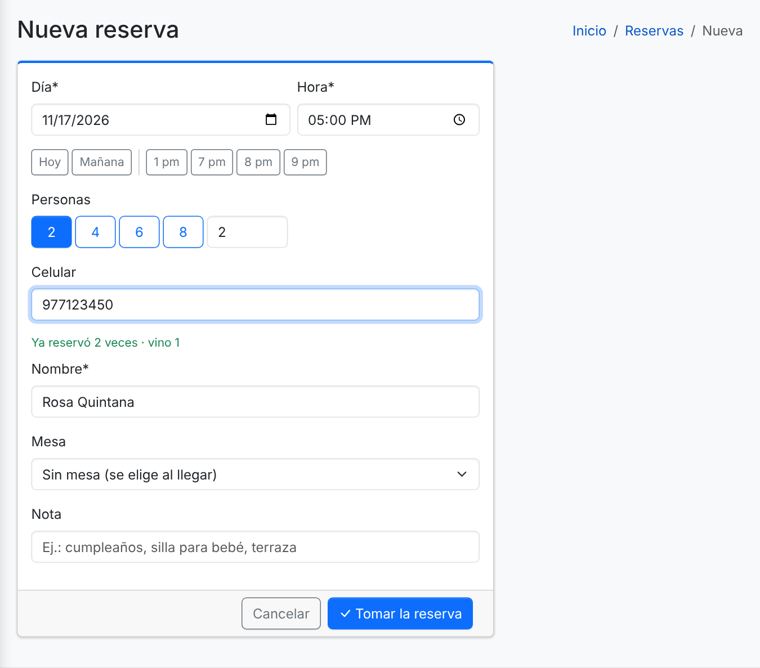 Nueva reserva
Inicio / Reservas / Nueva
Día* Hora*
11/17/2026 05:00 PM
Hoy Mañana 1 pm 7 pm 8 pm 9 pm
Personas
2 4 6 8 2
Celular
977123450
Ya reservó 2 veces · vino 1
Nombre*
Rosa Quintana
Mesa
Sin mesa (se elige al llegar)
Nota
Ej.: cumpleaños, silla para bebé, terraza
Cancelar ✓ Tomar la reserva